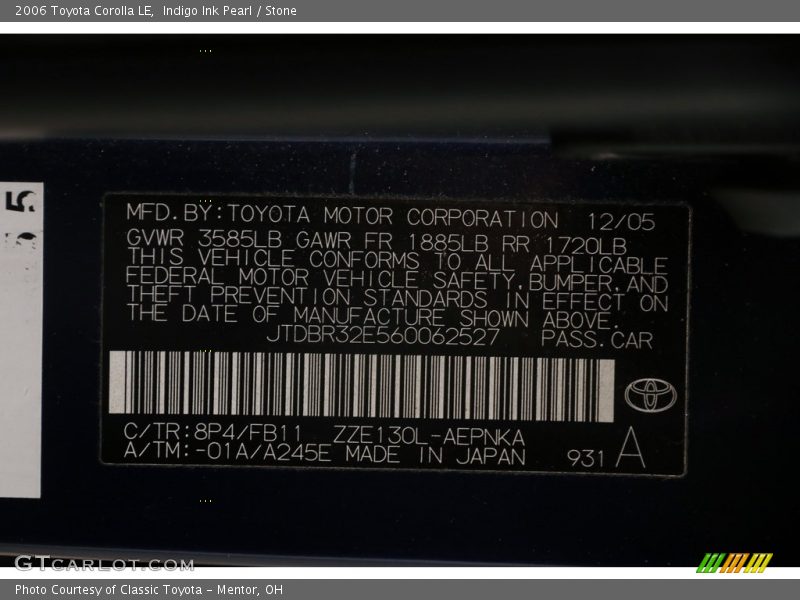 2006 Toyota Corolla LE, Indigo Ink Pearl / Stone
MFD.BY:TOYOTA MOTOR CORPORATION 12/05
GVWR 3585LB GAWR FR 1885LB RR 1720LB
THIS VEHICLE CONFORMS TO ALL APPLICABLE
FEDERAL MOTOR VEHICLE SAFETY,BUMPER,AND
THEFT PREVENTION STANDARDS IN EFFECT ON
THE DATE OF MANUFACTURE SHOWN ABOVE.
JTDBR32E560062527 PASS.CAR
C/TR:8P4/FB11 ZZE130L-AEPNKA
A/TM:-01A/A245E MADE IN JAPAN 931 A
GTCARLOT.COM
Photo Courtesy of Classic Toyota - Mentor, OH